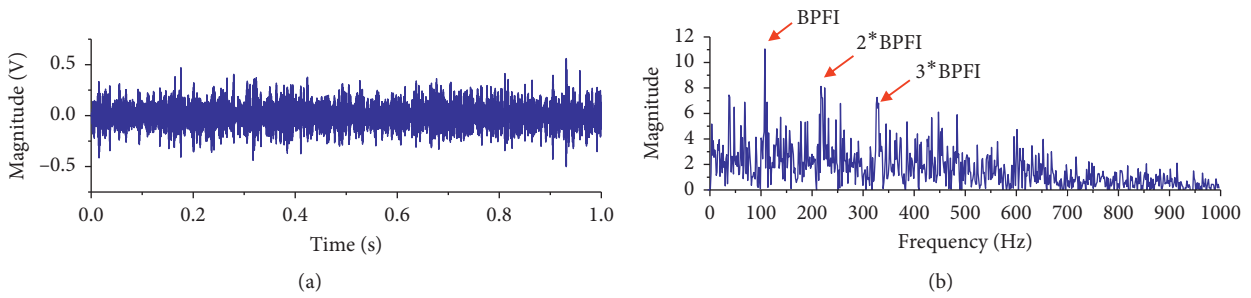 Magnitude (V)
0.5
0.0
–0.5
0.0 0.2 0.4 0.6 0.8 1.0
Time (s)
(a)
BPFI
2*BPFI
3*BPFI
Magnitude
12
10
8
6
4
2
0
0 100 200 300 400 500 600 700 800 900 1000
Frequency (Hz)
(b)